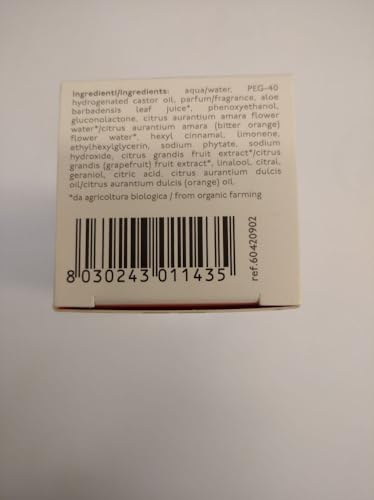 Ingredienti/Ingredients: aqua/water, PEG-40
hydrogenated castor oil, parfum/fragrance, aloe
barbadensis leaf juice*, phenoxyethanol,
gluconolactone, citrus aurantium amara flower
water*/citrus aurantium amara (bitter orange)
flower water*, hexyl cinnamal, limonene,
ethylhexylglycerin, sodium phytate, sodium
hydroxide, citrus grandis fruit extract*/citrus
grandis (grapefruit) fruit extract*, linalool, citral,
geraniol, citric acid, citrus aurantium dulcis
oil/citrus aurantium dulcis (orange) oil.
*da agricoltura biologica / from organic farming
8 030243 011435
ref.60420902